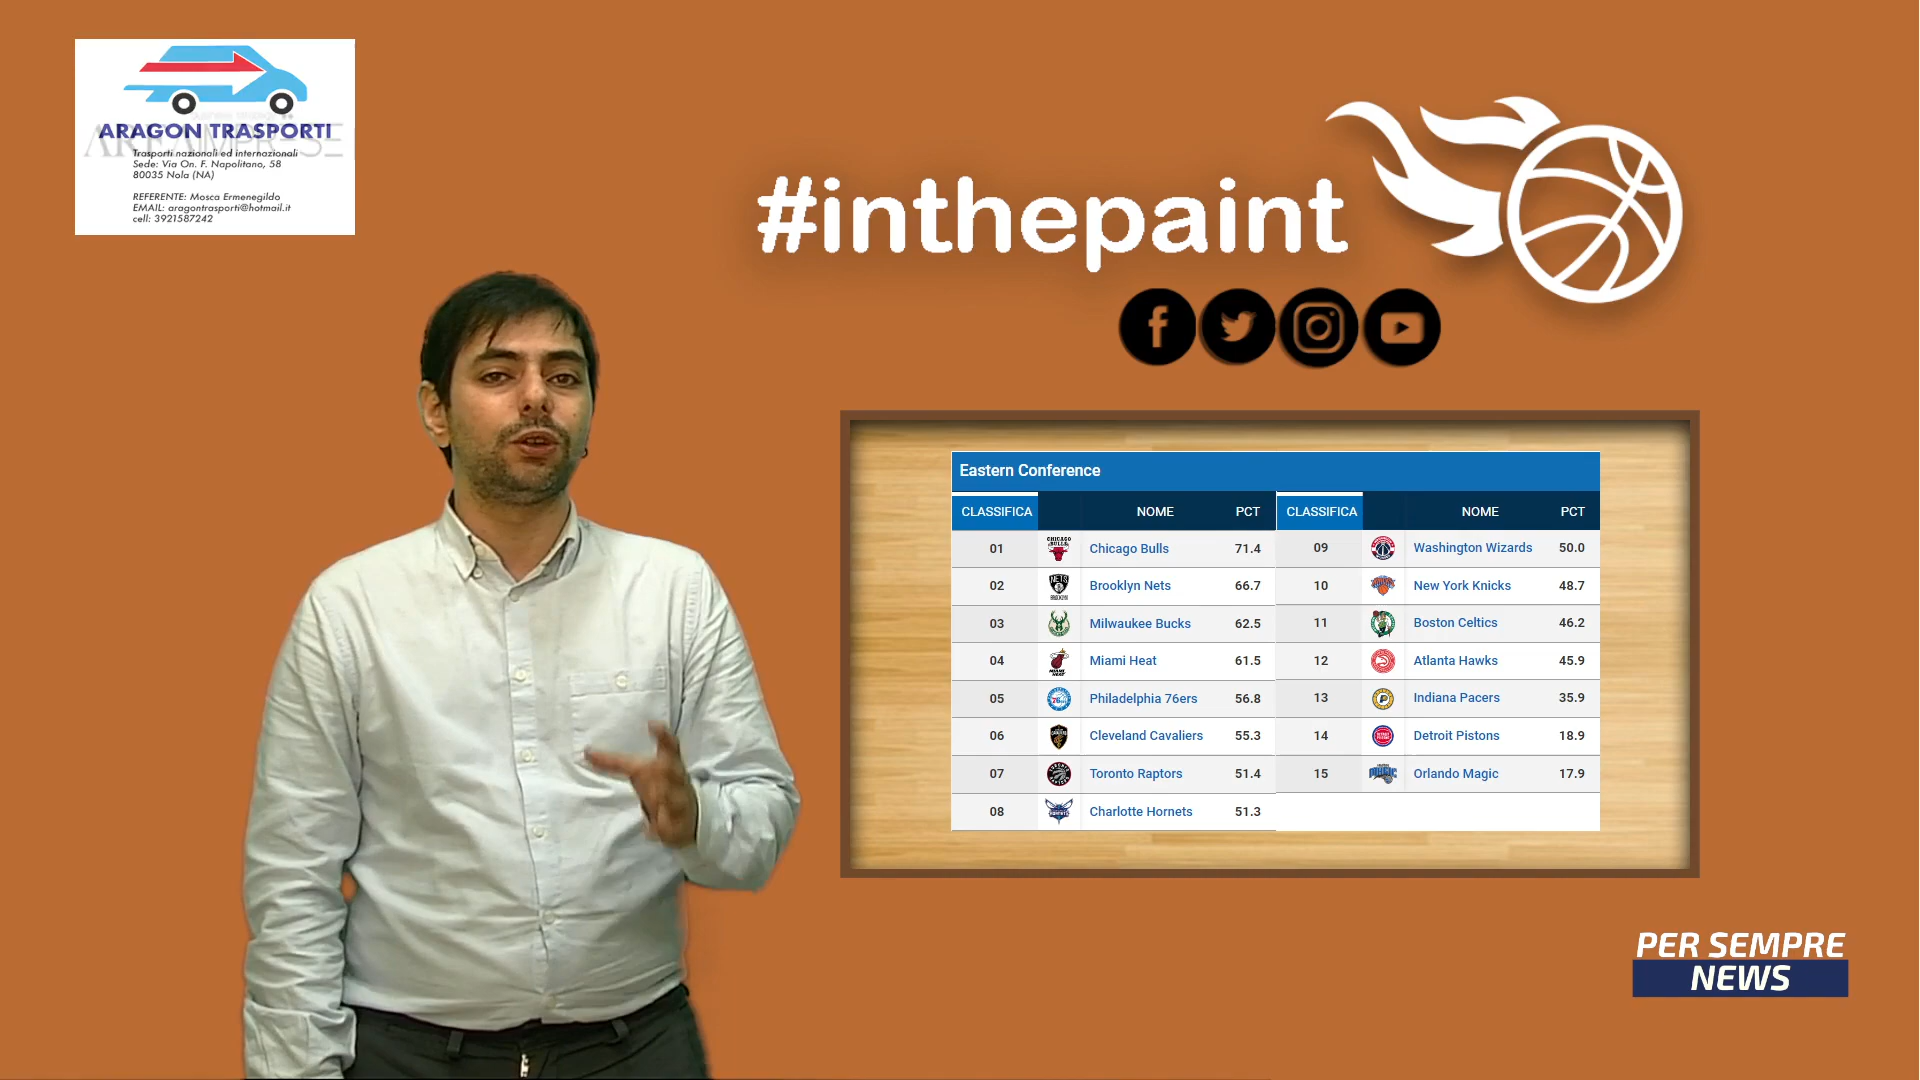 ARAGON TRASPORTI
Trasporti nazionali ed internazionali
Sede: Via On. F. Napolitano, 58
80035 Nola (NA)
REFERENTE: Mosca Ermenegildo
EMAIL: aragontrasporti@hotmail.it
cell: 3921587242
#inthepaint
Eastern Conference
CLASSIFICA NOME PCT CLASSIFICA NOME PCT
01 Chicago Bulls 71.4 09 Washington Wizards 50.0
02 Brooklyn Nets 66.7 10 New York Knicks 48.7
03 Milwaukee Bucks 62.5 11 Boston Celtics 46.2
04 Miami Heat 61.5 12 Atlanta Hawks 45.9
05 Philadelphia 76ers 56.8 13 Indiana Pacers 35.9
06 Cleveland Cavaliers 55.3 14 Detroit Pistons 18.9
07 Toronto Raptors 51.4 15 Orlando Magic 17.9
08 Charlotte Hornets 51.3
PER SEMPRE
NEWS